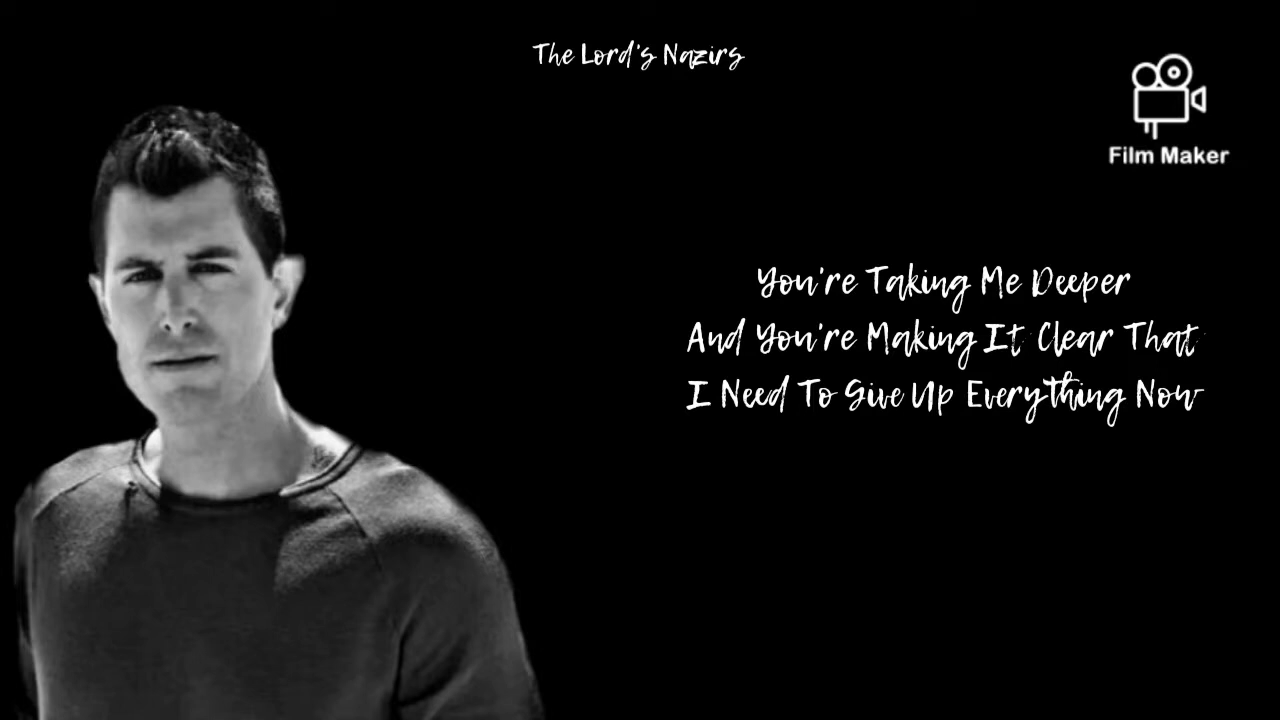 The Lord's Nazirs
Film Maker
You're Taking Me Deeper
And You're Making It Clear That
I Need To Give Up Everything Now